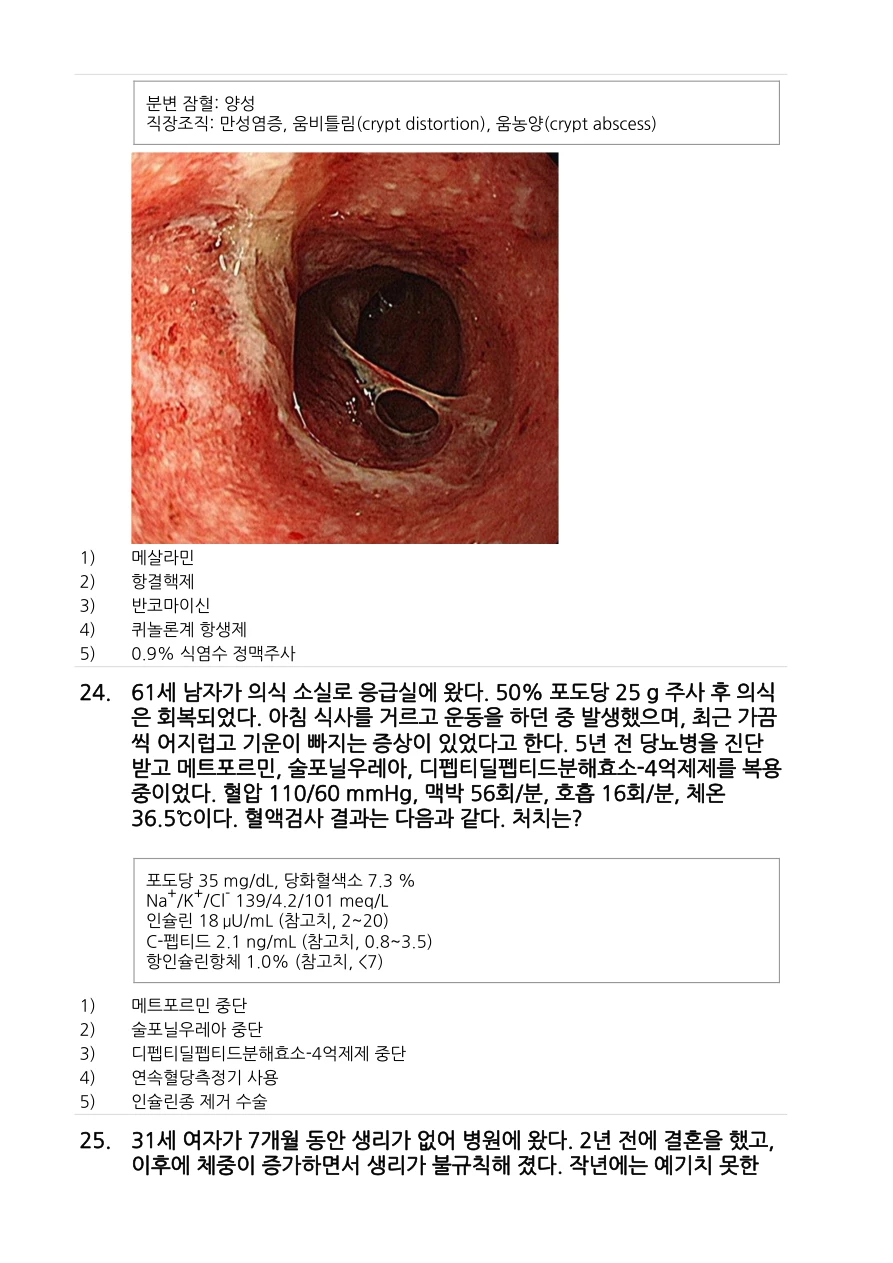 분변 잠혈: 양성
직장조직: 만성염증, 움비틀림(crypt distortion), 움농양(crypt abscess)
1) 메살라민
2) 항결핵제
3) 반코마이신
4) 퀴놀론계 항생제
5) 0.9% 식염수 정맥주사
24. 61세 남자가 의식 소실로 응급실에 왔다. 50% 포도당 25 g 주사 후 의식
은 회복되었다. 아침 식사를 거르고 운동을 하던 중 발생했으며, 최근 가끔
씩 어지럽고 기운이 빠지는 증상이 있었다고 한다. 5년 전 당뇨병을 진단
받고 메트포르민, 술포닐우레아, 디펩티딜펩티드분해효소-4억제제를 복용
중이었다. 혈압 110/60 mmHg, 맥박 56회/분, 호흡 16회/분, 체온
36.5℃이다. 혈액검사 결과는 다음과 같다. 처치는?
포도당 35 mg/dL, 당화혈색소 7.3 %
Na⁺/K⁺/Cl⁻ 139/4.2/101 meq/L
인슐린 18 μU/mL (참고치, 2~20)
C-펩티드 2.1 ng/mL (참고치, 0.8~3.5)
항인슐린항체 1.0% (참고치, <7)
1) 메트포르민 중단
2) 술포닐우레아 중단
3) 디펩티딜펩티드분해효소-4억제제 중단
4) 연속혈당측정기 사용
5) 인슐린종 제거 수술
25. 31세 여자가 7개월 동안 생리가 없어 병원에 왔다. 2년 전에 결혼을 했고,
이후에 체중이 증가하면서 생리가 불규칙해 졌다. 작년에는 예기치 못한